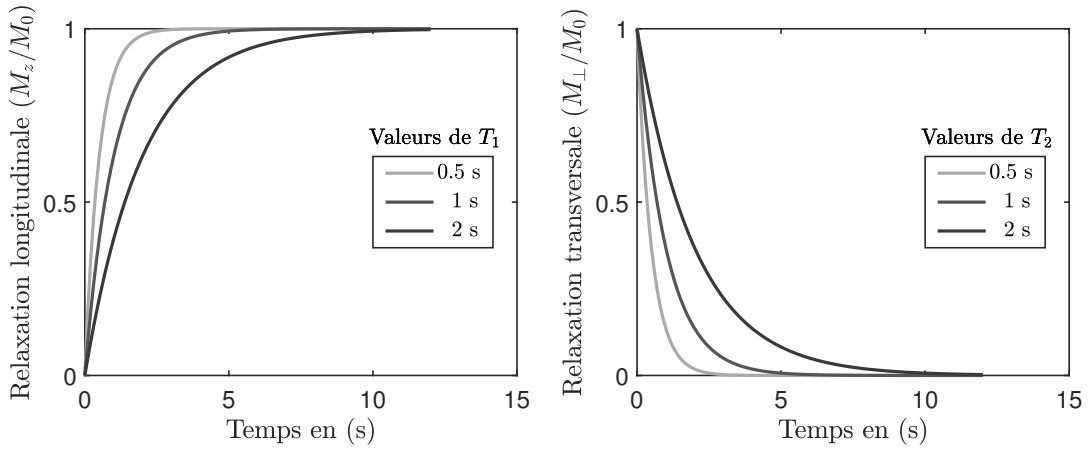 Relaxation longitudinale (M_z/M_0)
1
0.5
0
0
5
10
15
Temps en (s)
Valeurs de T_1
0.5 s
1 s
2 s
Relaxation transversale (M_⊥/M_0)
1
0.5
0
0
5
10
15
Temps en (s)
Valeurs de T_2
0.5 s
1 s
2 s